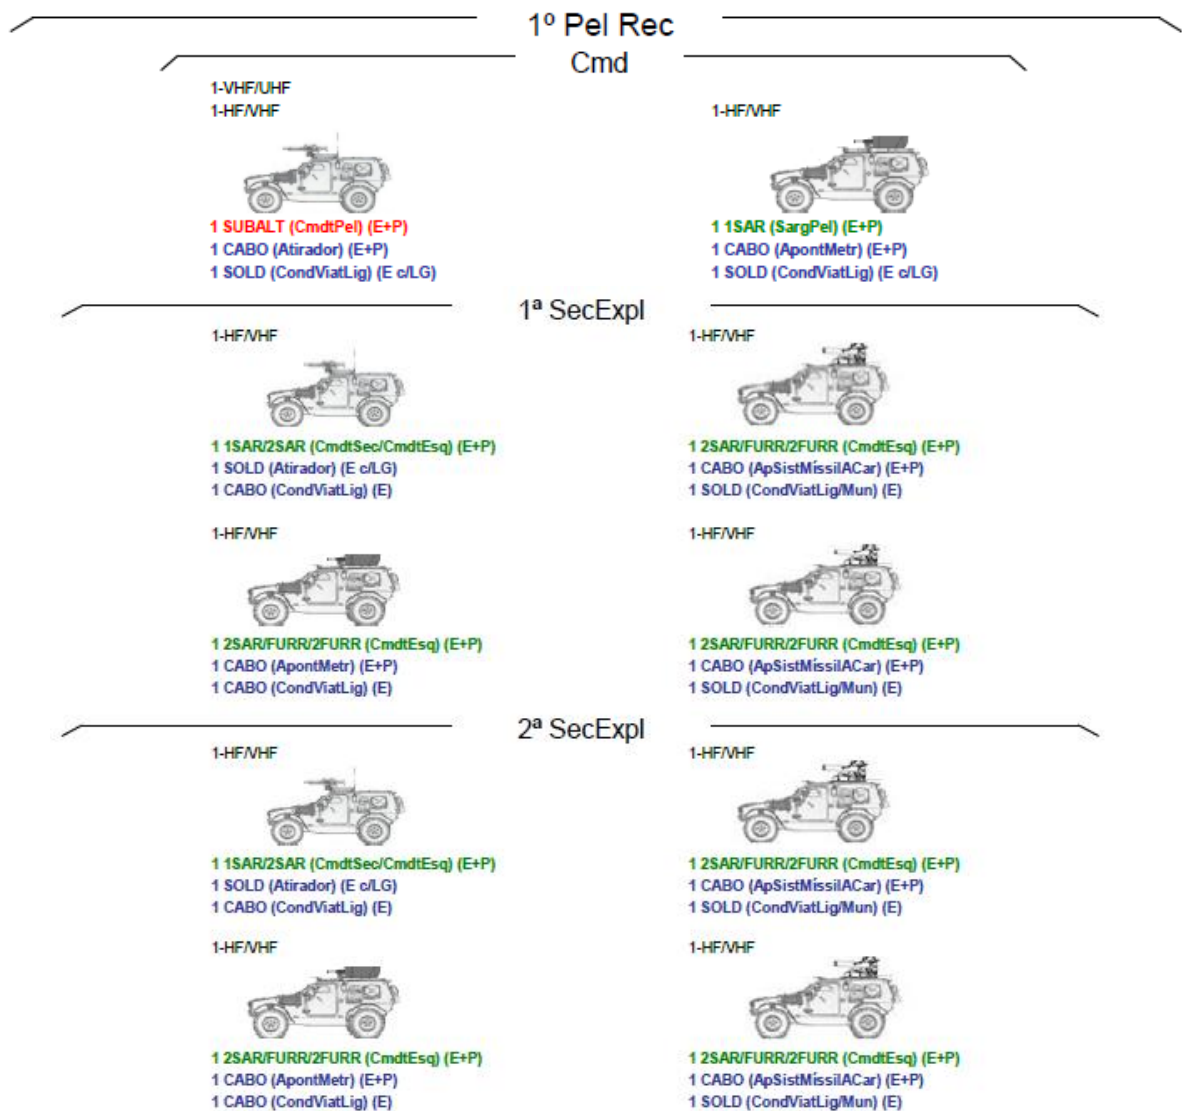 1º Pel Rec
Cmd
1-VHF/UHF
1-HF/VHF
1 SUBALT (CmdtPel) (E+P)
1 CABO (Atirador) (E+P)
1 SOLD (CondViatLig) (E c/LG)
1-HF/VHF
1 1SAR (SargPel) (E+P)
1 CABO (ApontMetr) (E+P)
1 SOLD (CondViatLig) (E c/LG)
1ª SecExpl
1-HF/VHF
1 1SAR/2SAR (CmdtSec/CmdtEsq) (E+P)
1 SOLD (Atirador) (E c/LG)
1 CABO (CondViatLig) (E)
1-HF/VHF
1 2SAR/FURR/2FURR (CmdtEsq) (E+P)
1 CABO (ApSistMíssilACar) (E+P)
1 SOLD (CondViatLig/Mun) (E)
1-HF/VHF
1 2SAR/FURR/2FURR (CmdtEsq) (E+P)
1 CABO (ApontMetr) (E+P)
1 CABO (CondViatLig) (E)
1-HF/VHF
1 2SAR/FURR/2FURR (CmdtEsq) (E+P)
1 CABO (ApSistMíssilACar) (E+P)
1 SOLD (CondViatLig/Mun) (E)
2ª SecExpl
1-HF/VHF
1 1SAR/2SAR (CmdtSec/CmdtEsq) (E+P)
1 SOLD (Atirador) (E c/LG)
1 CABO (CondViatLig) (E)
1-HF/VHF
1 2SAR/FURR/2FURR (CmdtEsq) (E+P)
1 CABO (ApSistMíssilACar) (E+P)
1 SOLD (CondViatLig/Mun) (E)
1-HF/VHF
1 2SAR/FURR/2FURR (CmdtEsq) (E+P)
1 CABO (ApontMetr) (E+P)
1 CABO (CondViatLig) (E)
1-HF/VHF
1 2SAR/FURR/2FURR (CmdtEsq) (E+P)
1 CABO (ApSistMíssilACar) (E+P)
1 SOLD (CondViatLig/Mun) (E)